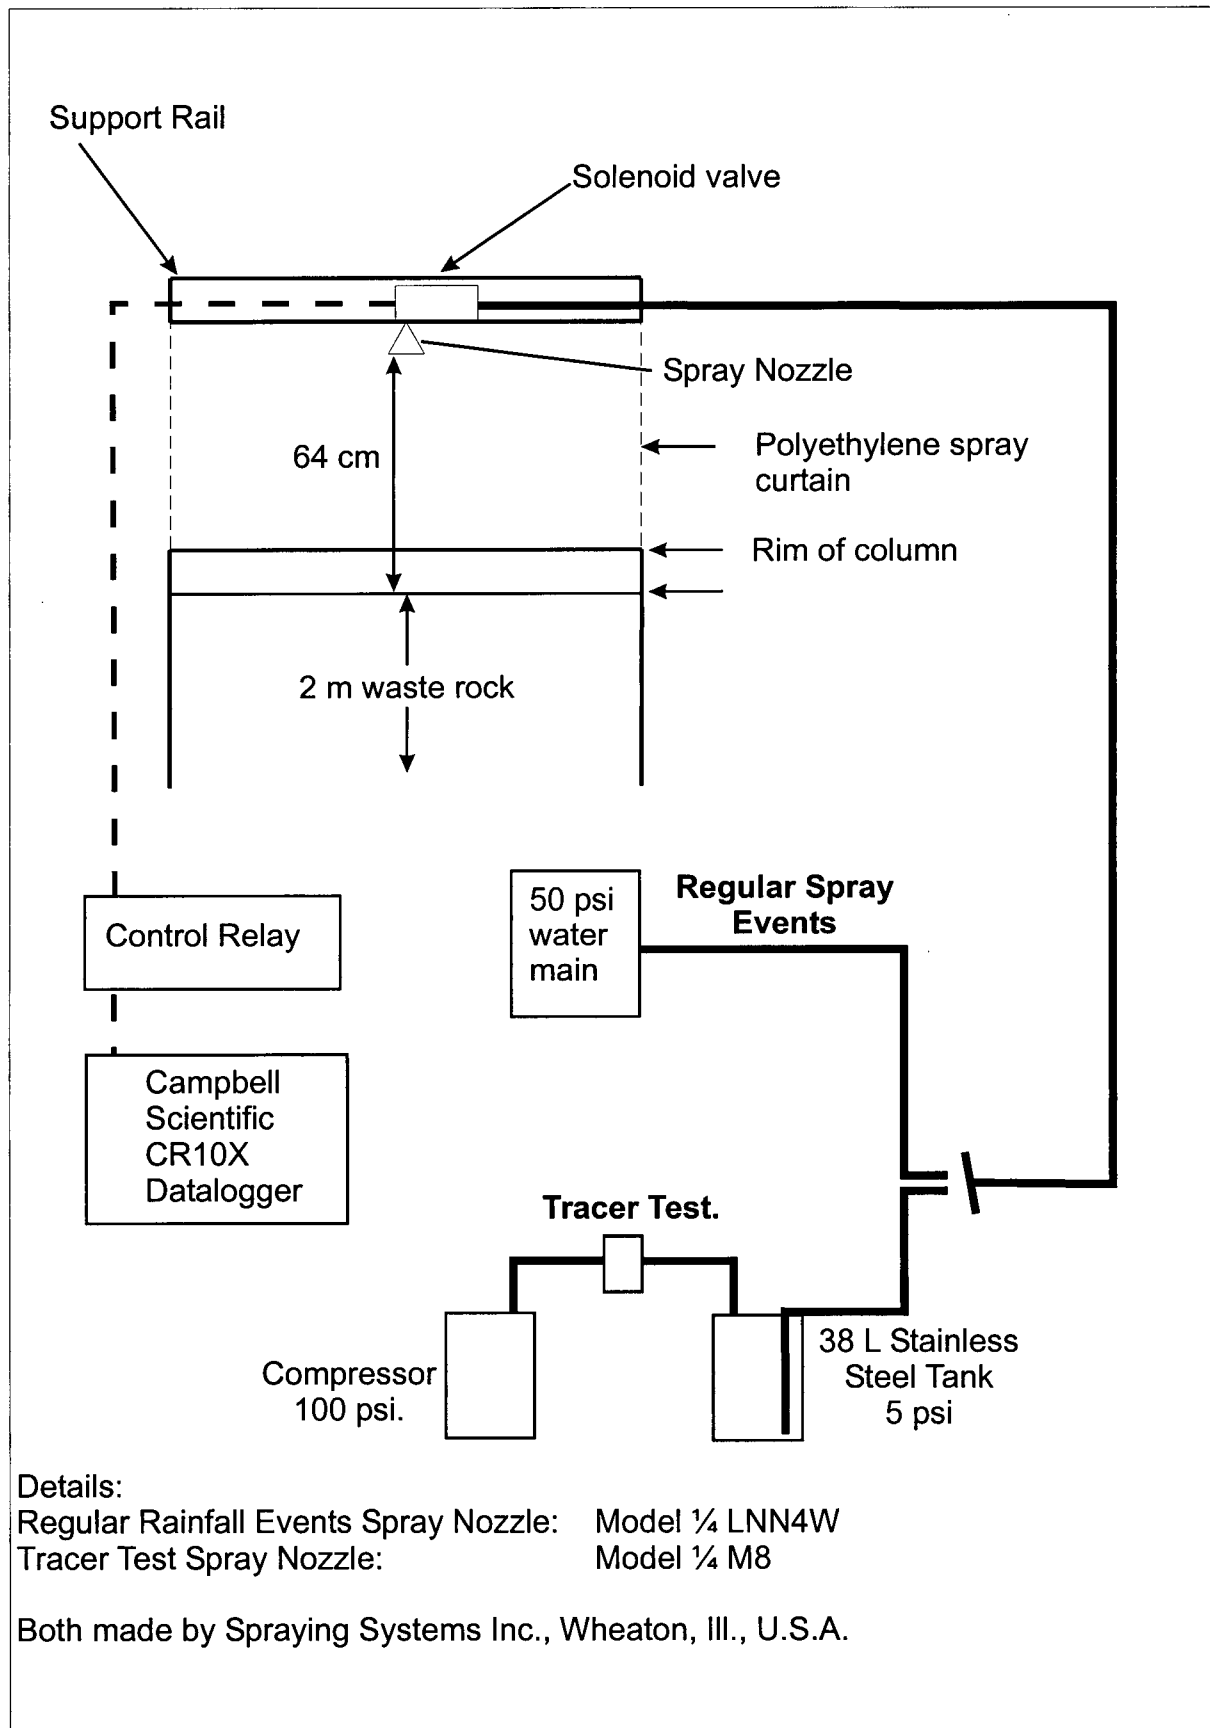 Support Rail
Solenoid valve
Spray Nozzle
64 cm
Polyethylene spray
curtain
Rim of column
2 m waste rock
50 psi
water
main
Regular Spray
Events
Control Relay
Campbell
Scientific
CR10X
Datalogger
Tracer Test.
Compressor
100 psi.
38 L Stainless
Steel Tank
5 psi
Details:
Regular Rainfall Events Spray Nozzle: Model ¼ LNN4W
Tracer Test Spray Nozzle: Model ¼ M8
Both made by Spraying Systems Inc., Wheaton, Ill., U.S.A.